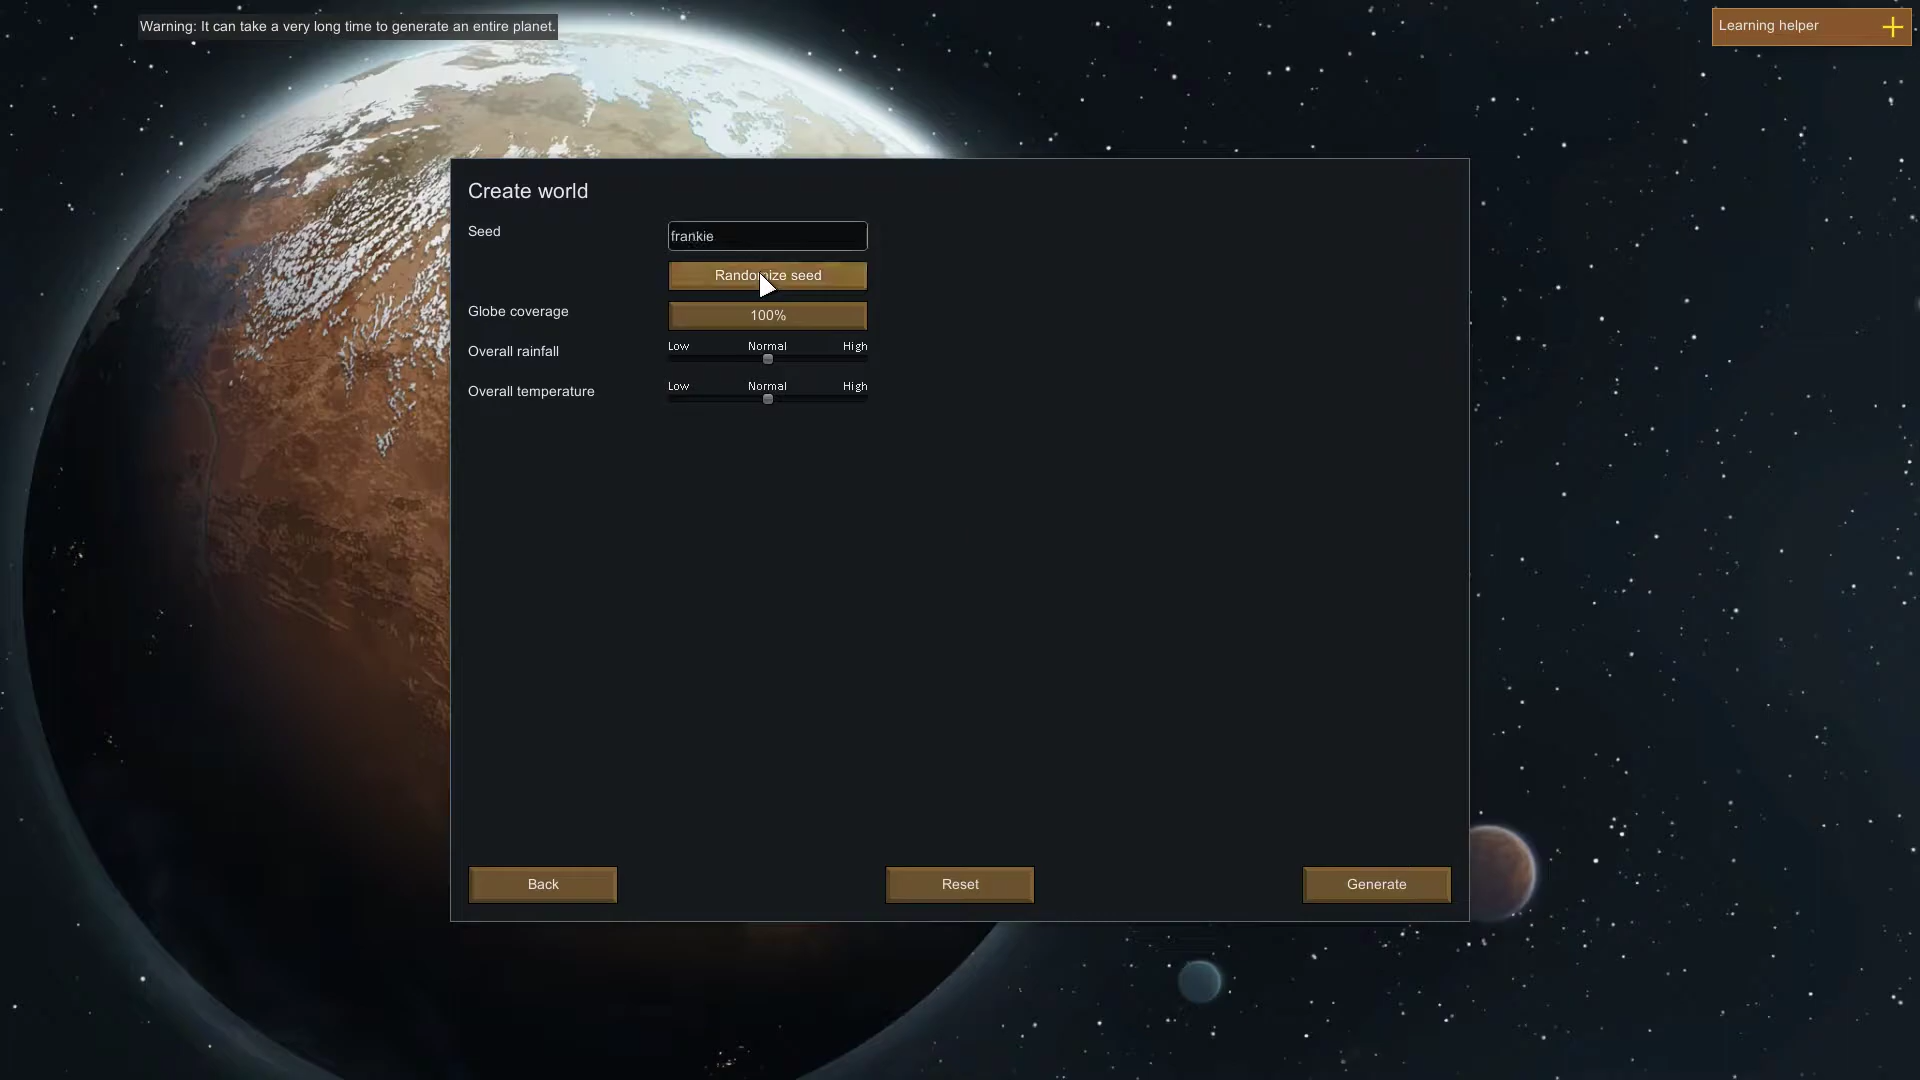 Warning: It can take a very long time to generate an entire planet.
Learning helper
Create world
Seed
frankie
Randomize seed
Globe coverage
100%
Overall rainfall
Low Normal High
Overall temperature
Low Normal High
Back
Reset
Generate